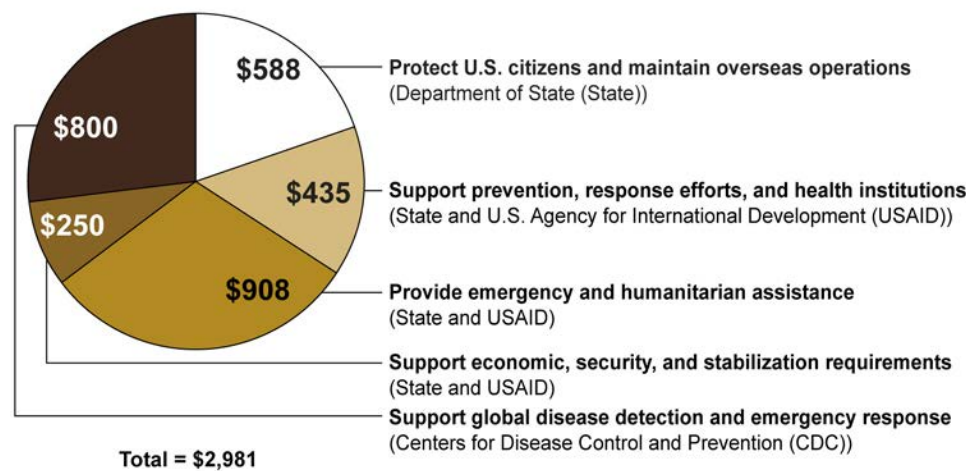 $588
Protect U.S. citizens and maintain overseas operations
(Department of State (State))
$800
$435
Support prevention, response efforts, and health institutions
(State and U.S. Agency for International Development (USAID))
$250
$908
Provide emergency and humanitarian assistance
(State and USAID)
Support economic, security, and stabilization requirements
(State and USAID)
Support global disease detection and emergency response
(Centers for Disease Control and Prevention (CDC))
Total = $2,981